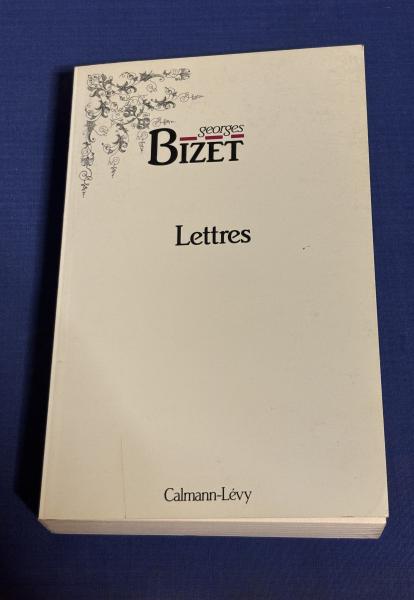 georges
BIZET
Lettres
Calmann-Lévy